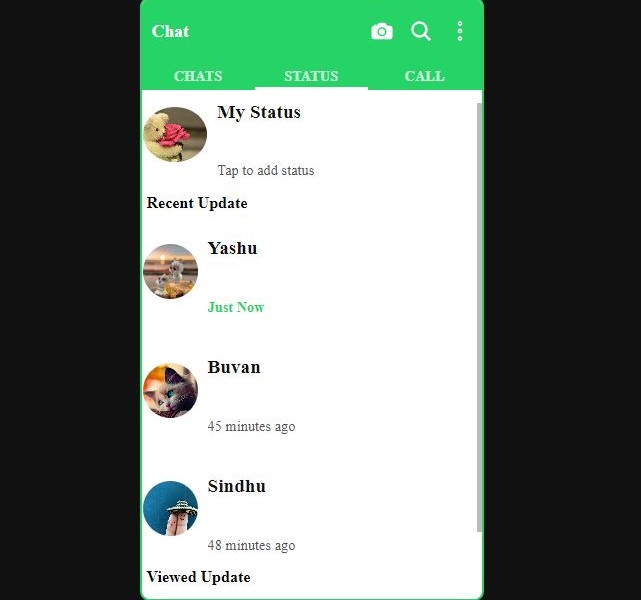 Chat
CHATS STATUS CALL
My Status
Tap to add status
Recent Update
Yashu
Just Now
Buvan
45 minutes ago
Sindhu
48 minutes ago
Viewed Update